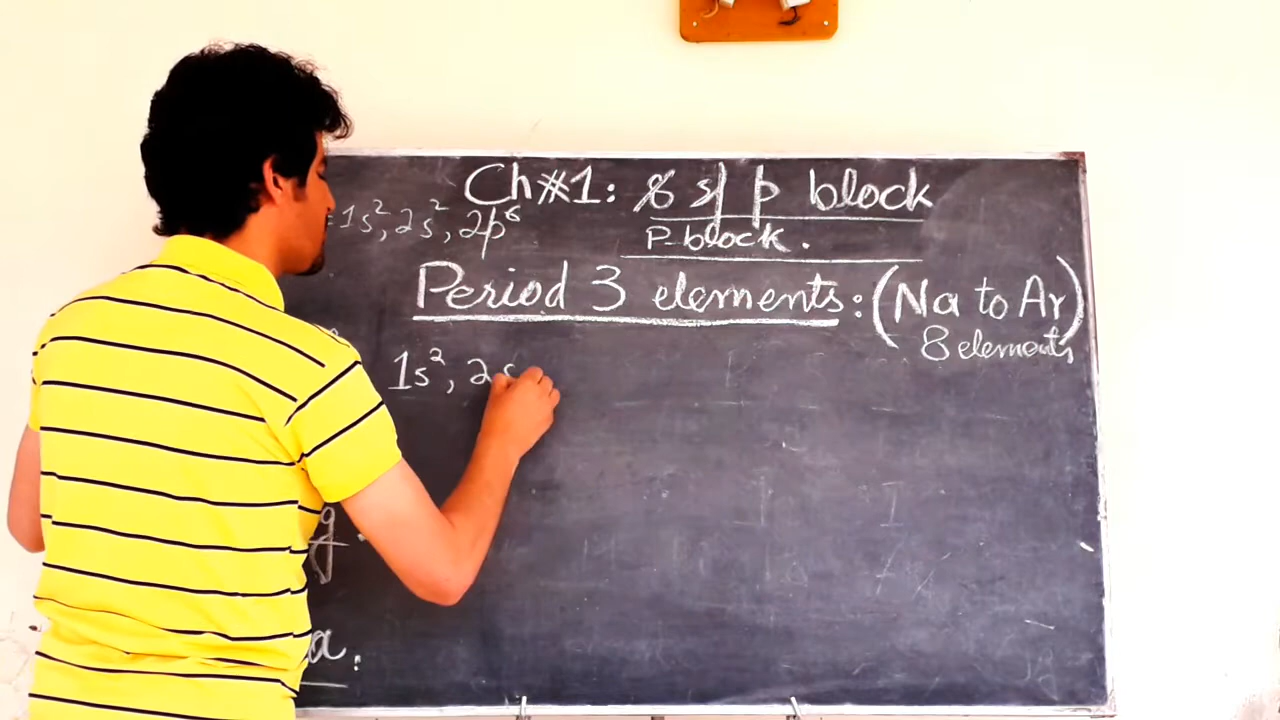 Ch#1: s p block
=1s², 2s², 2p⁶
P-block.
Period 3 elements: (Na to Ar)
8 elements
1s², 2s
g.
a.